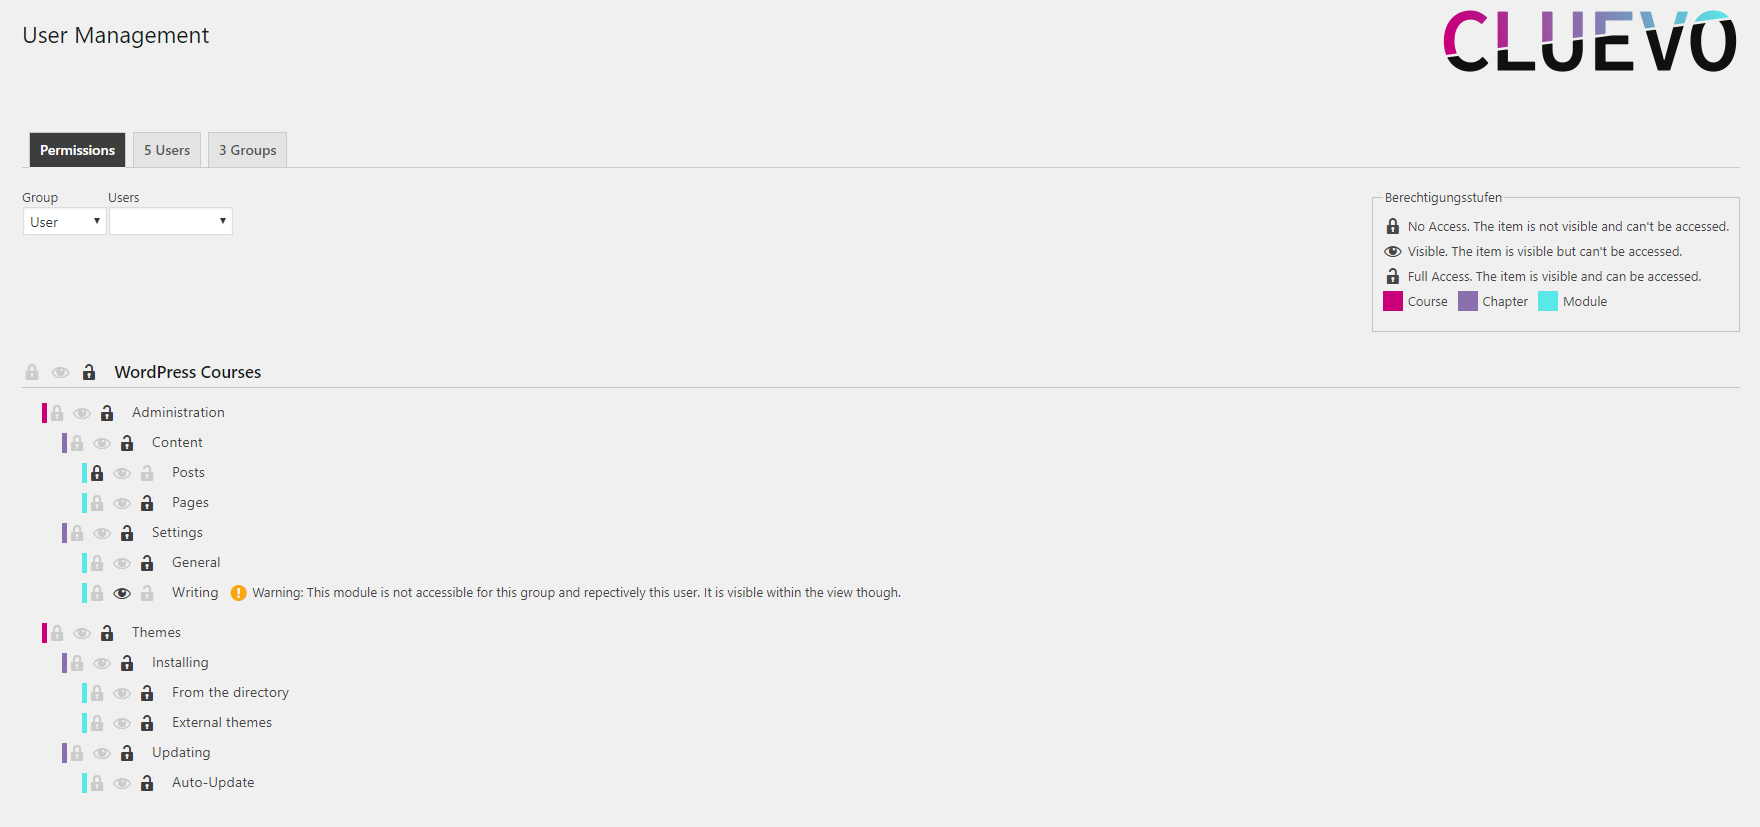 User Management
CLUEVO
Permissions
5 Users
3 Groups
Group
Users
User
Berechtigungsstufen
No Access. The item is not visible and can't be accessed.
Visible. The item is visible but can't be accessed.
Full Access. The item is visible and can be accessed.
Course Chapter Module
WordPress Courses
Administration
Content
Posts
Pages
Settings
General
Writing Warning: This module is not accessible for this group and repectively this user. It is visible within the view though.
Themes
Installing
From the directory
External themes
Updating
Auto-Update